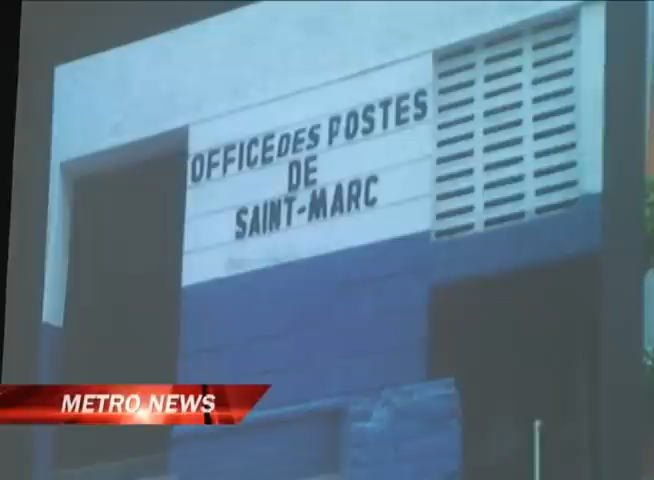 OFFICE DES POSTES
DE
SAINT-MARC
METRO NEWS